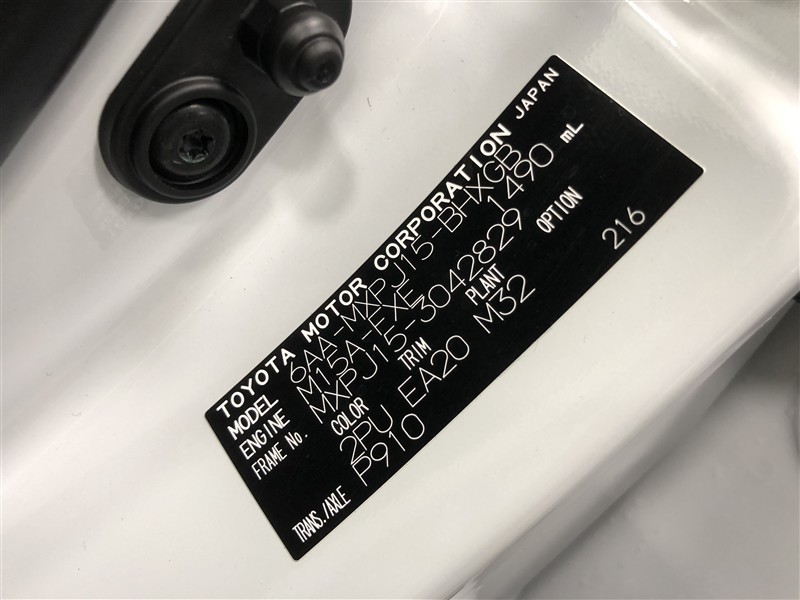 TOYOTA MOTOR CORPORATION JAPAN
MODEL 6AA-MXPJ15-BHXGB
ENGINE M15A-FXE 1490 mL
FRAME No. MXPJ15-3042829
COLOR TRIM PLANT OPTION
2PU EA20 M32 216
TRANS./AXLE P910